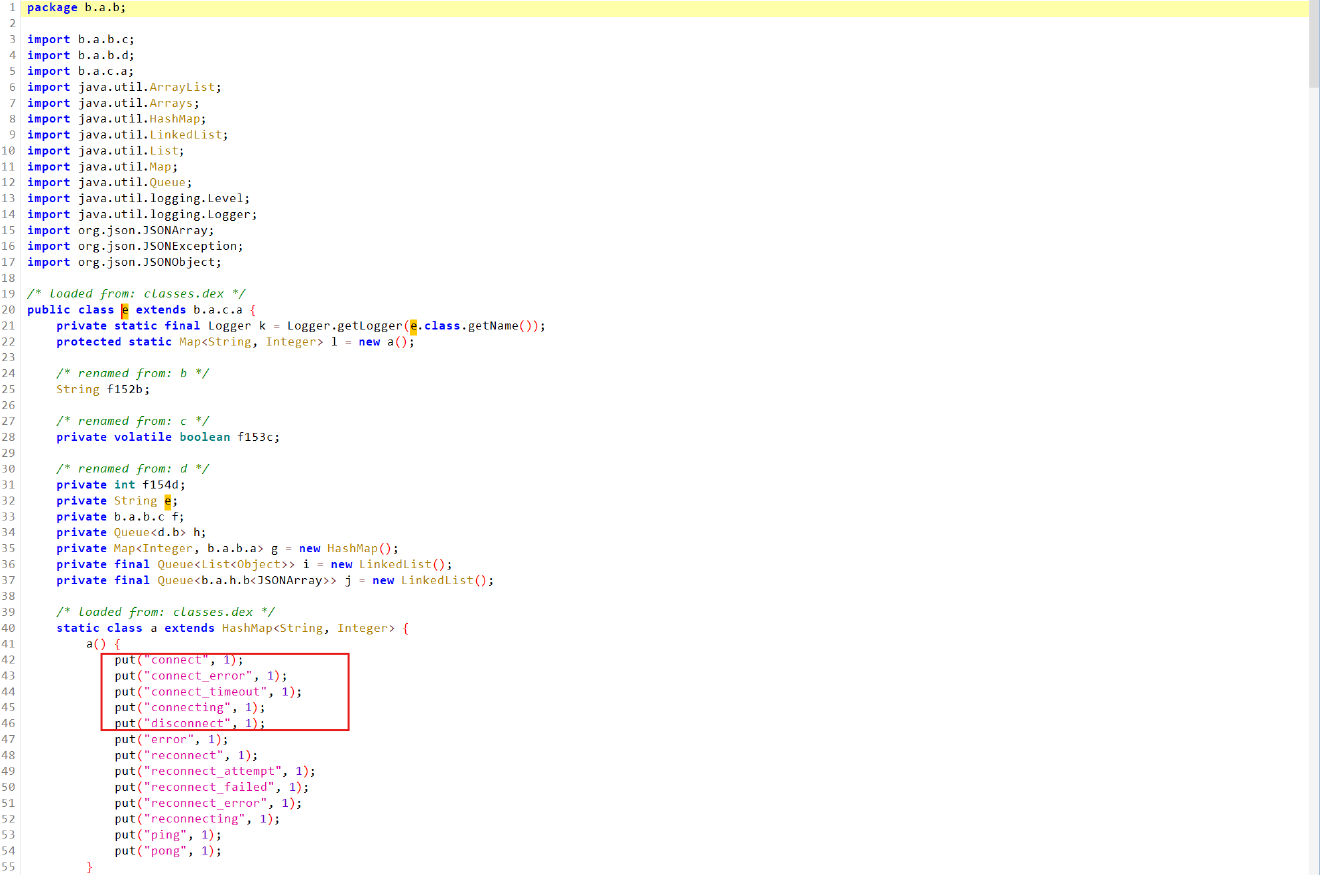 1 package b.a.b;
2
3 import b.a.b.c;
4 import b.a.b.d;
5 import b.a.c.a;
6 import java.util.ArrayList;
7 import java.util.Arrays;
8 import java.util.HashMap;
9 import java.util.LinkedList;
10 import java.util.List;
11 import java.util.Map;
12 import java.util.Queue;
13 import java.util.logging.Level;
14 import java.util.logging.Logger;
15 import org.json.JSONArray;
16 import org.json.JSONException;
17 import org.json.JSONObject;
18
19 /* loaded from: classes.dex */
20 public class e extends b.a.c.a {
21 private static final Logger k = Logger.getLogger(e.class.getName());
22 protected static Map<String, Integer> l = new a();
23
24 /* renamed from: b */
25 String f152b;
26
27 /* renamed from: c */
28 private volatile boolean f153c;
29
30 /* renamed from: d */
31 private int f154d;
32 private String e;
33 private b.a.b.c f;
34 private Queue<d.b> h;
35 private Map<Integer, b.a.b.a> g = new HashMap();
36 private final Queue<List<Object>> i = new LinkedList();
37 private final Queue<b.a.h.b<JSONArray>> j = new LinkedList();
38
39 /* loaded from: classes.dex */
40 static class a extends HashMap<String, Integer> {
41 a() {
42 put("connect", 1);
43 put("connect_error", 1);
44 put("connect_timeout", 1);
45 put("connecting", 1);
46 put("disconnect", 1);
47 put("error", 1);
48 put("reconnect", 1);
49 put("reconnect_attempt", 1);
50 put("reconnect_failed", 1);
51 put("reconnect_error", 1);
52 put("reconnecting", 1);
53 put("ping", 1);
54 put("pong", 1);
55 }